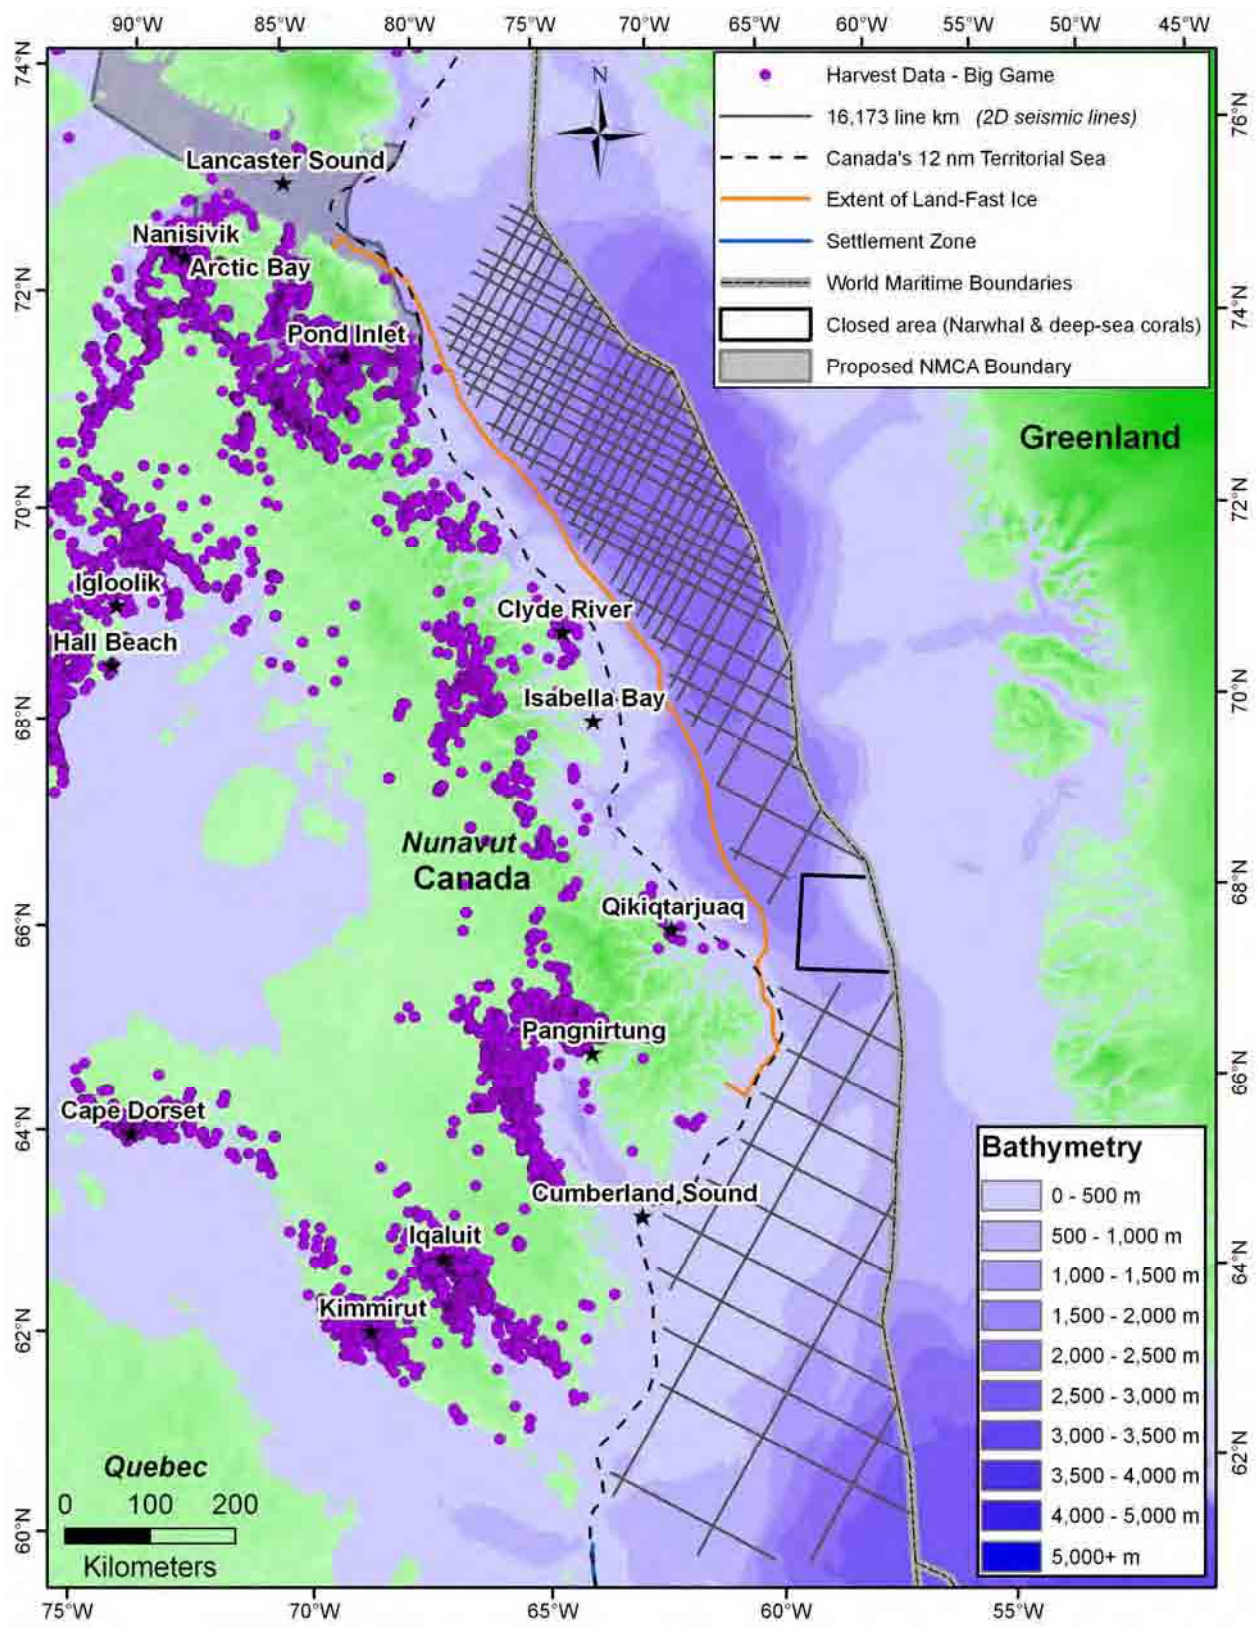 90°W 85°W 80°W 75°W 70°W 65°W 60°W 55°W 50°W 45°W
74°N
72°N
70°N
68°N
66°N
64°N
62°N
60°N
N
Harvest Data - Big Game
16,173 line km (2D seismic lines)
Canada's 12 nm Territorial Sea
Extent of Land-Fast Ice
Settlement Zone
World Maritime Boundaries
Closed area (Narwhal & deep-sea corals)
Proposed NMCA Boundary
76°N
74°N
72°N
70°N
68°N
66°N
64°N
62°N
Lancaster Sound
Nanisivik
Arctic Bay
Pond Inlet
Greenland
Igloolik
Clyde River
Hall Beach
Isabella Bay
Nunavut
Canada
Qikiqtarjuaq
Pangnirtung
Cape Dorset
Cumberland Sound
Iqaluit
Kimmirut
Quebec
0 100 200
Kilometers
Bathymetry
0 - 500 m
500 - 1,000 m
1,000 - 1,500 m
1,500 - 2,000 m
2,000 - 2,500 m
2,500 - 3,000 m
3,000 - 3,500 m
3,500 - 4,000 m
4,000 - 5,000 m
5,000+ m
75°W 70°W 65°W 60°W 55°W